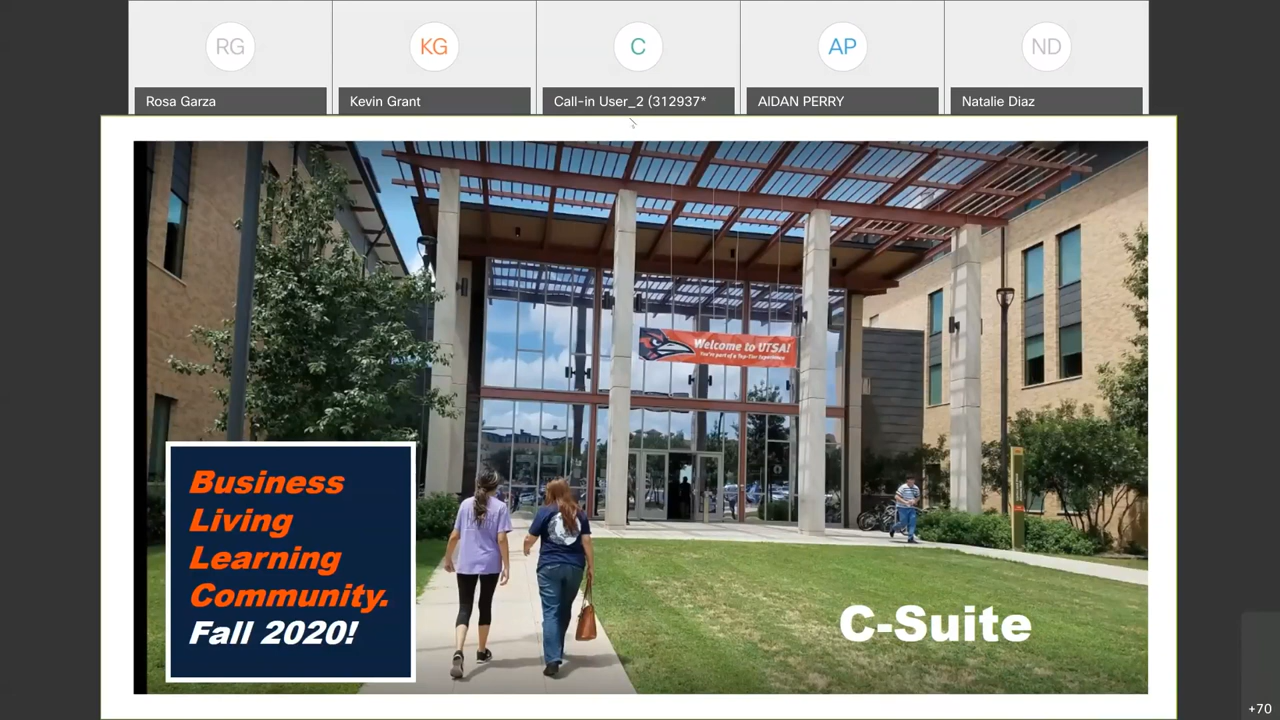 RG
KG
C
AP
ND
Rosa Garza
Kevin Grant
Call-in User_2 (312937*
AIDAN PERRY
Natalie Diaz
Welcome to UTSA!
You're part of a Top-Tier Experience
Business
Living
Learning
Community.
Fall 2020!
C-Suite
+70